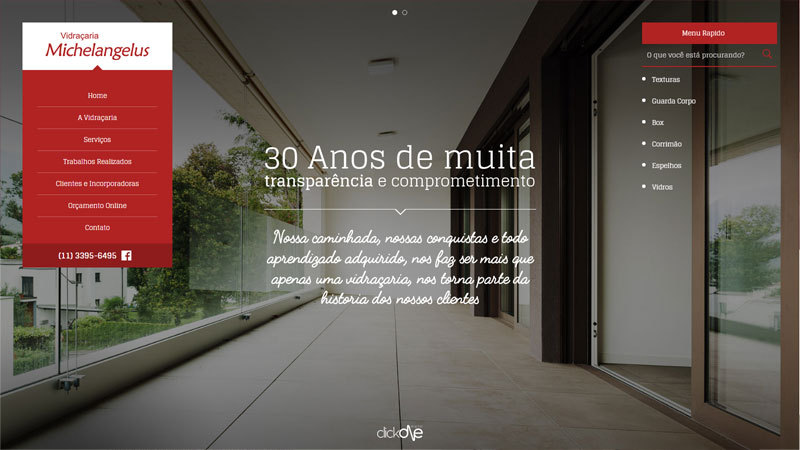 Vidraçaria
Michelangelus
Home
A Vidraçaria
Serviços
Trabalhos Realizados
Clientes e Incorporadoras
Orçamento Online
Contato
(11) 3395-6495
30 Anos de muita
transparência e comprometimento
Nossa caminhada, nossas conquistas e todo
aprendizado adquirido, nos faz ser mais que
apenas uma vidraçaria, nos torna parte da
historia dos nossos clientes
Menu Rapido
O que você está procurando?
Texturas
Guarda Corpo
Box
Corrimão
Espelhos
Vidros
clickone